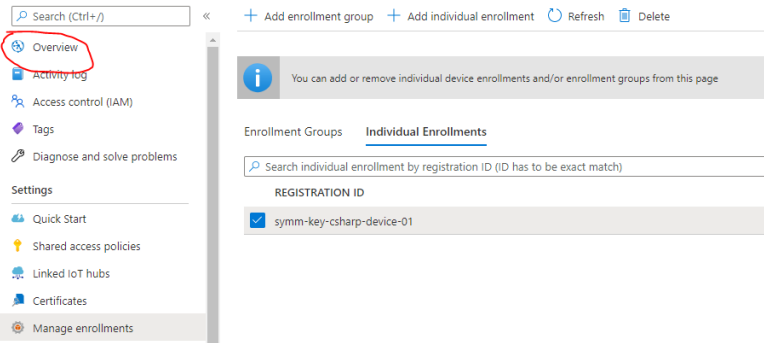 Search (Ctrl+/)
«
Overview
Activity log
Access control (IAM)
Tags
Diagnose and solve problems
Settings
Quick Start
Shared access policies
Linked IoT hubs
Certificates
Manage enrollments
+ Add enrollment group + Add individual enrollment Refresh Delete
You can add or remove individual device enrollments and/or enrollment groups from this page
Enrollment Groups Individual Enrollments
Search individual enrollment by registration ID (ID has to be exact match)
REGISTRATION ID
symm-key-csharp-device-01